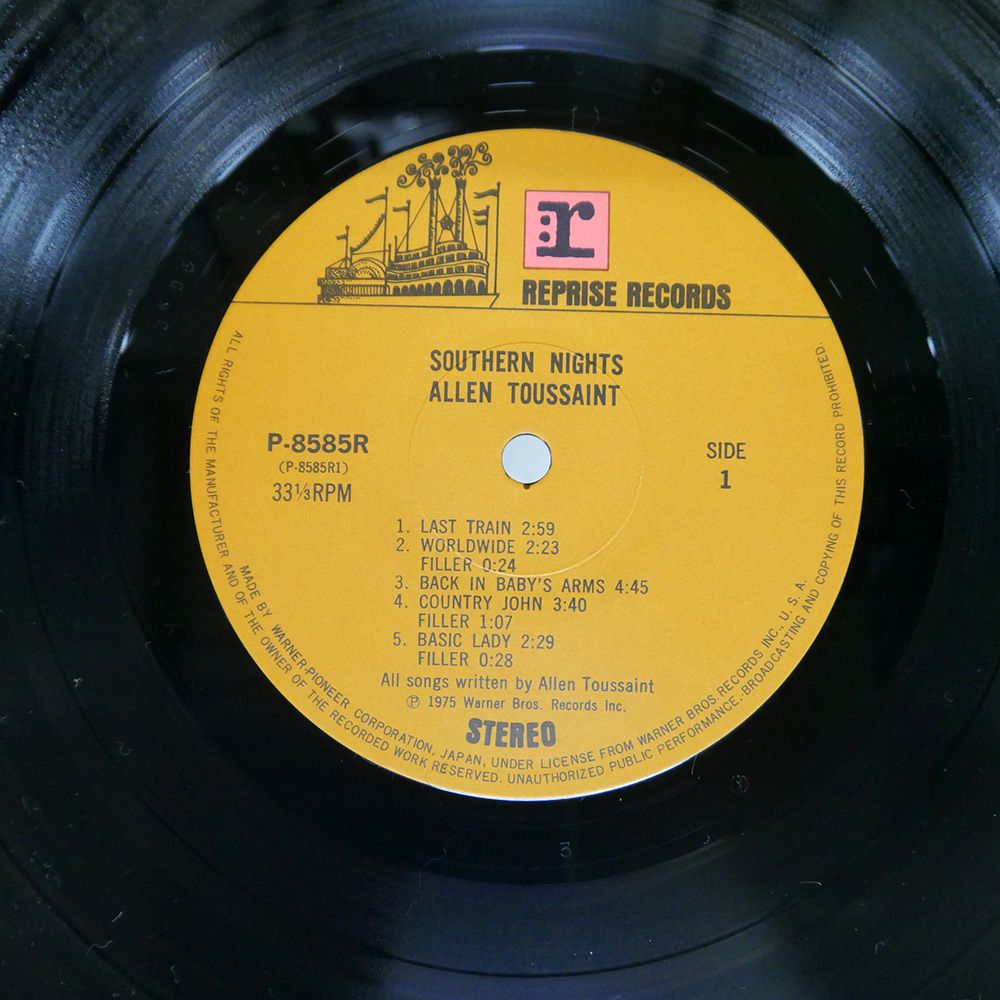 r
REPRISE RECORDS
SOUTHERN NIGHTS
ALLEN TOUSSAINT
P-8585R
(P-8585R1)
33⅓RPM
SIDE
1
1. LAST TRAIN 2:59
2. WORLDWIDE 2:23
FILLER 0:24
3. BACK IN BABY'S ARMS 4:45
4. COUNTRY JOHN 3:40
FILLER 1:07
5. BASIC LADY 2:29
FILLER 0:28
All songs written by Allen Toussaint
Ⓟ 1975 Warner Bros. Records Inc.
STEREO
MADE BY WARNER-PIONEER CORPORATION, JAPAN, UNDER LICENSE FROM WARNER BROS. RECORDS INC., U. S. A.
ALL RIGHTS OF THE MANUFACTURER AND OF THE OWNER OF THE RECORDED WORK RESERVED. UNAUTHORIZED PUBLIC PERFORMANCE, BROADCASTING AND COPYING OF THIS RECORD PROHIBITED.
3